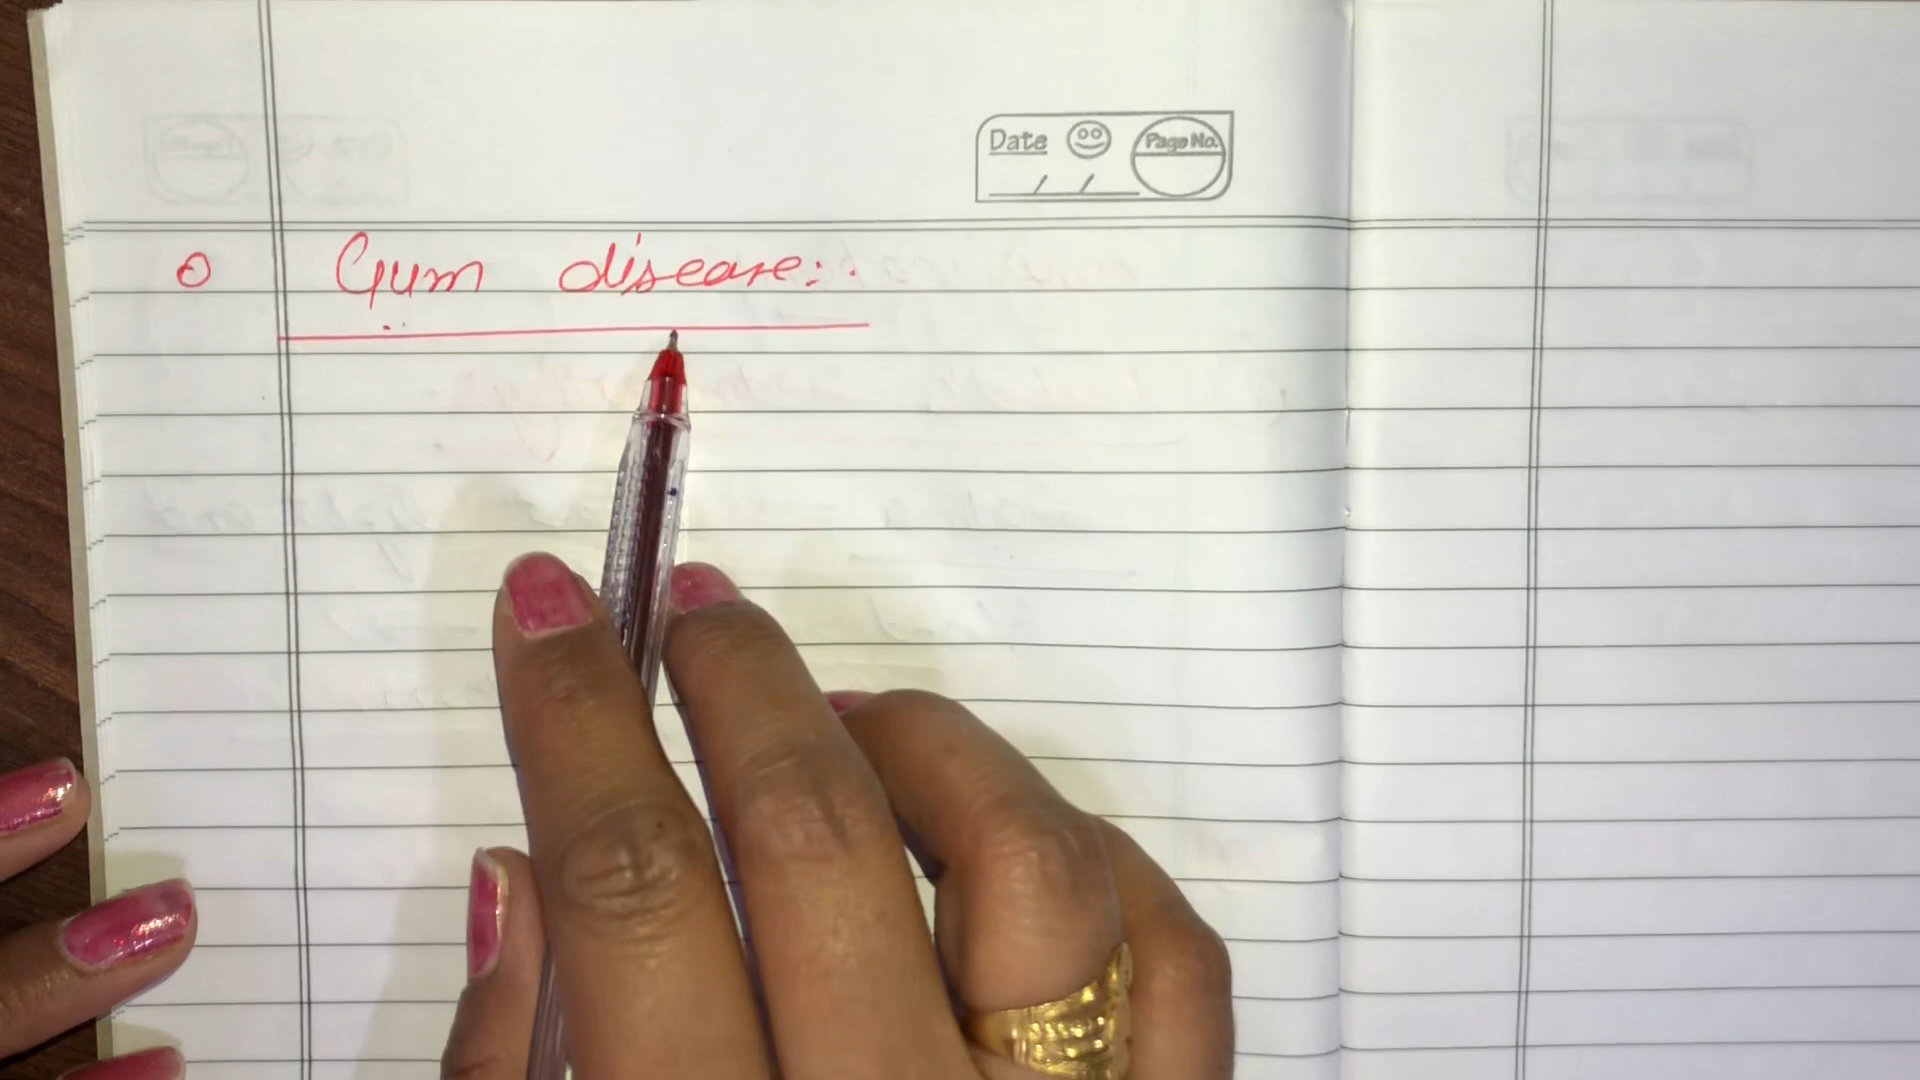 Date Page No.
/ /
o Gum disease:.